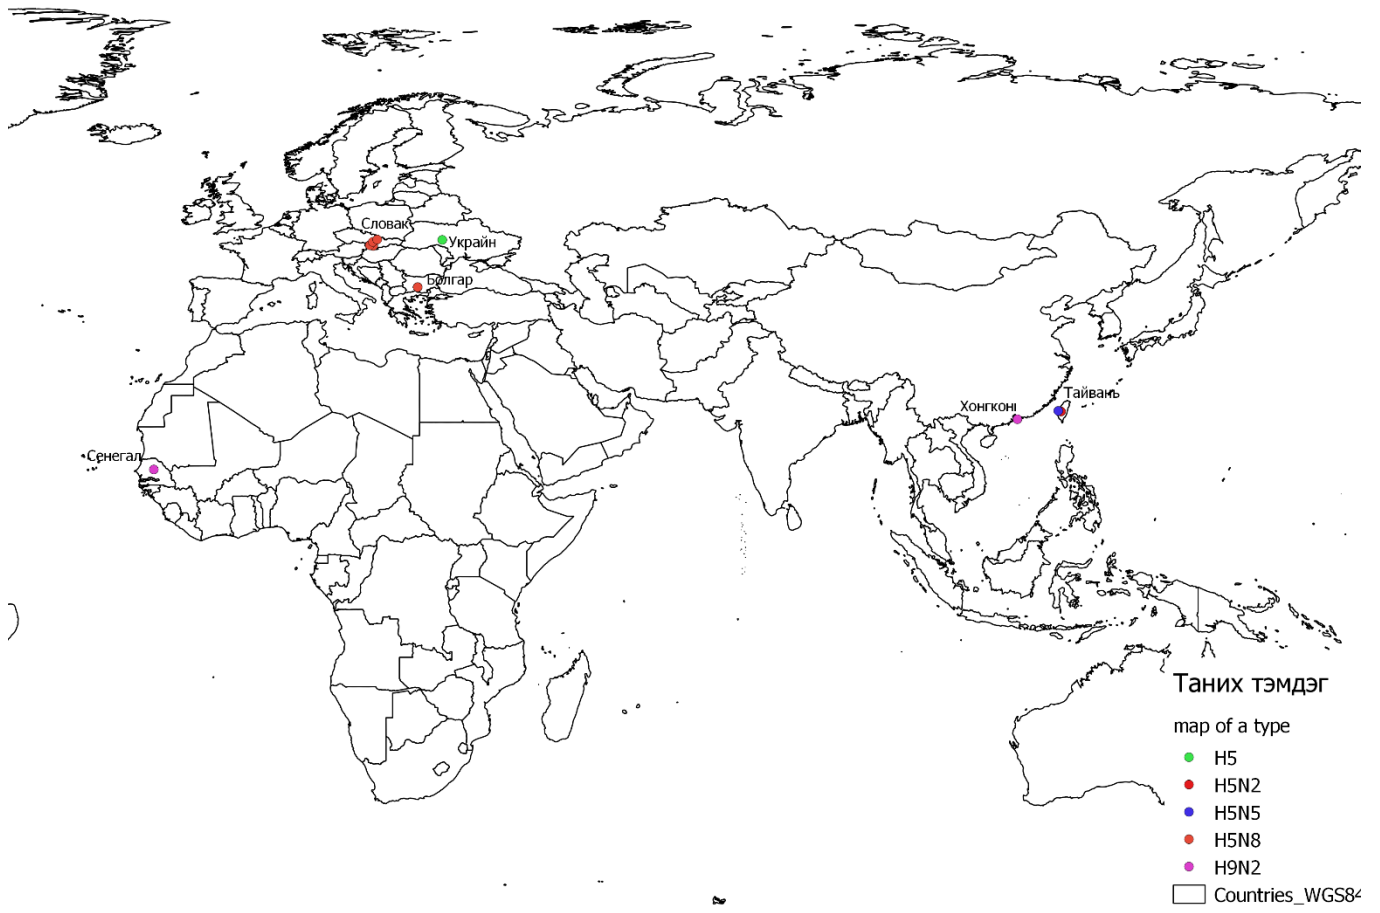 Словак
Украйн
Болгар
Тайвань
Хонгконг
Сенегал
Таних тэмдэг
map of a type
H5
H5N2
H5N5
H5N8
H9N2
Countries_WGS84